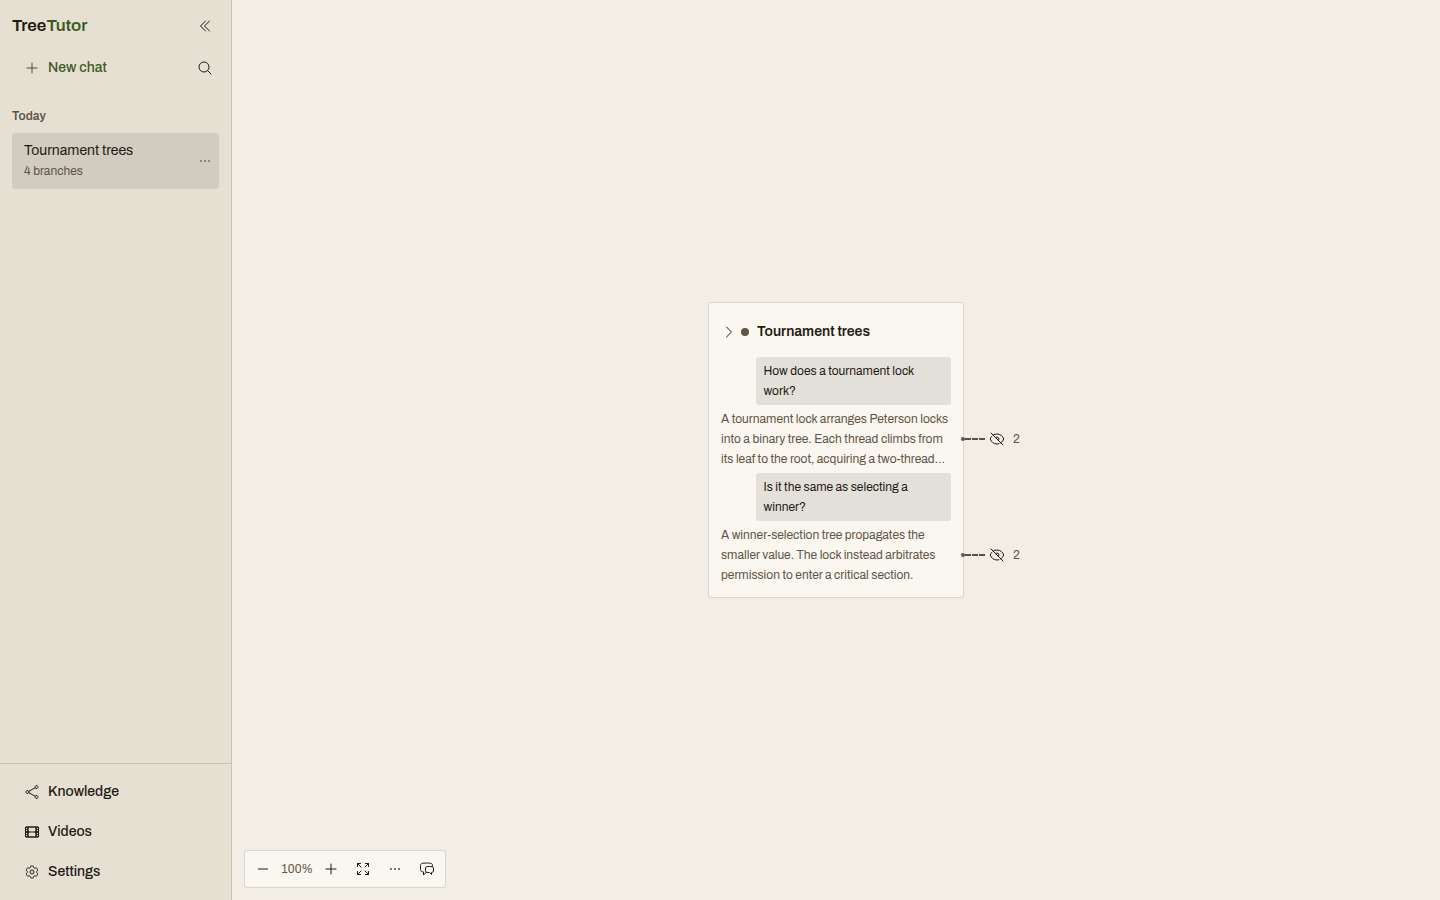 TreeTutor
New chat
Today
Tournament trees
4 branches
Knowledge
Videos
Settings
Tournament trees
How does a tournament lock
work?
A tournament lock arranges Peterson locks
into a binary tree. Each thread climbs from
its leaf to the root, acquiring a two-thread...
2
Is it the same as selecting a
winner?
A winner-selection tree propagates the
smaller value. The lock instead arbitrates
permission to enter a critical section.
2
100%